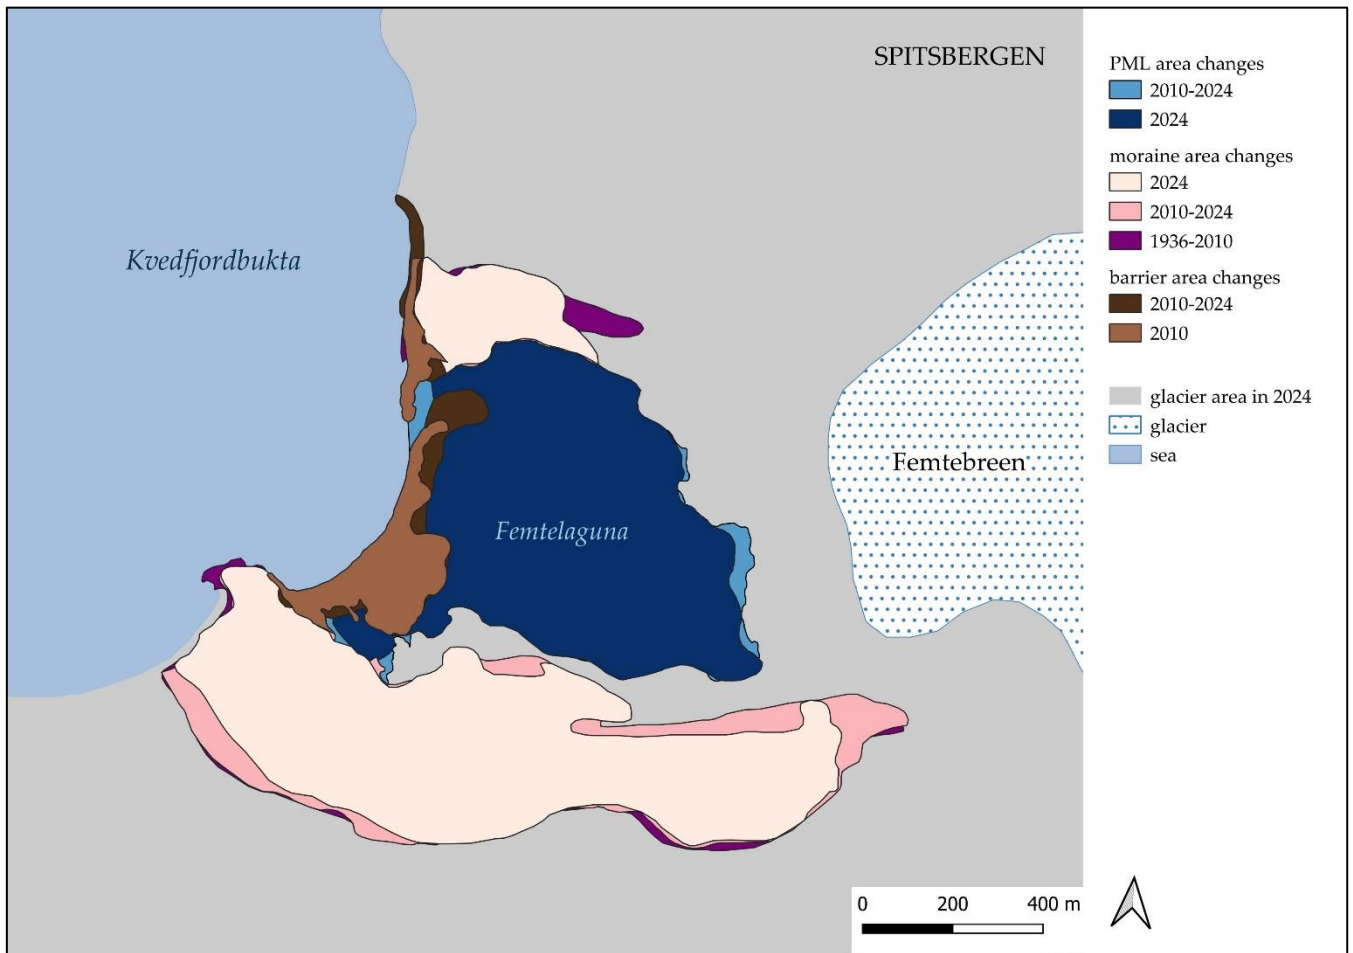 SPITSBERGEN
Kvedfjordbukta
Femtebreen
Femtelaguna
0 200 400 m
PML area changes
2010-2024
2024
moraine area changes
2024
2010-2024
1936-2010
barrier area changes
2010-2024
2010
glacier area in 2024
glacier
sea